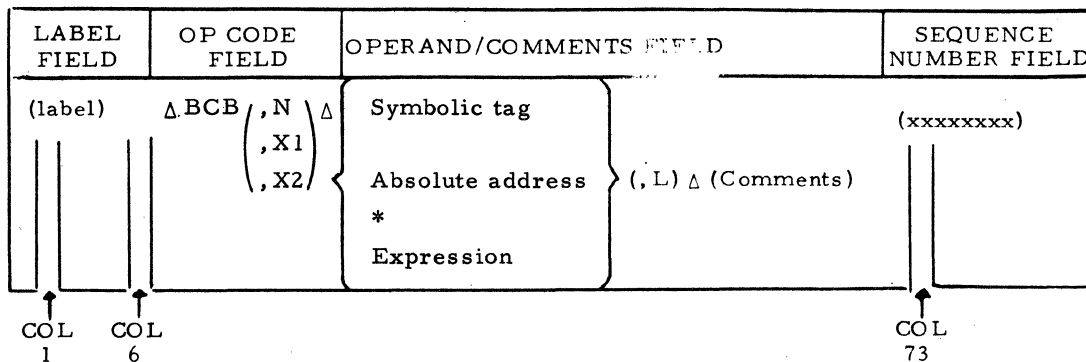 LABEL FIELD
OP CODE FIELD
OPERAND/COMMENTS FIELD
SEQUENCE NUMBER FIELD
(label) Δ BCB (, N Δ Symbolic tag (xxxxxxxx)
, X1
, X2) Absolute address (, L) Δ (Comments)
*
Expression
COL 1
COL 6
COL 73